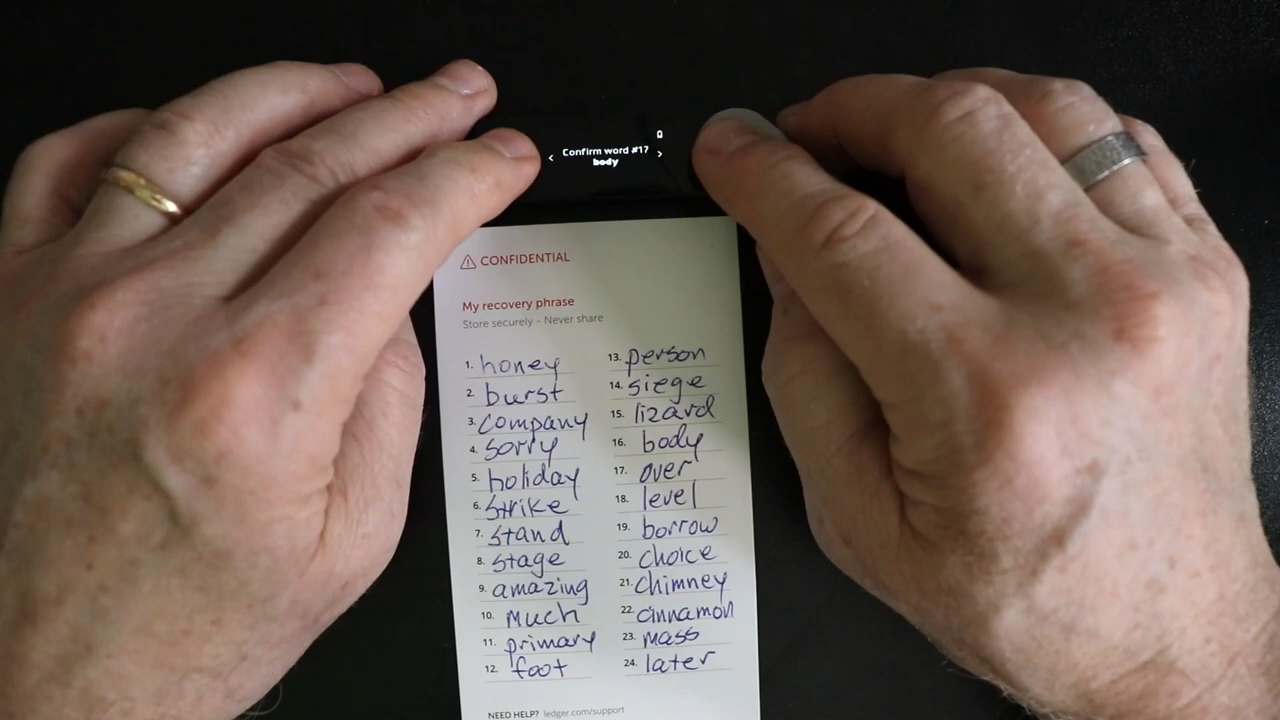 Confirm word #17
body
CONFIDENTIAL
My recovery phrase
Store securely - Never share
1. honey
2. burst
3. company
4. sorry
5. holiday
6. strike
7. stand
8. stage
9. amazing
10. much
11. primary
12. foot
13. person
14. siege
15. lizard
16. body
17. over
18. level
19. borrow
20. choice
21. chimney
22. cinnamon
23. mass
24. later
NEED HELP? ledger.com/support